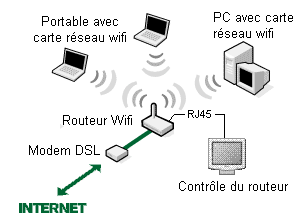 Portable avec
carte réseau wifi
PC avec carte
réseau wifi
Routeur Wifi
RJ45
Modem DSL
Contrôle du routeur
INTERNET